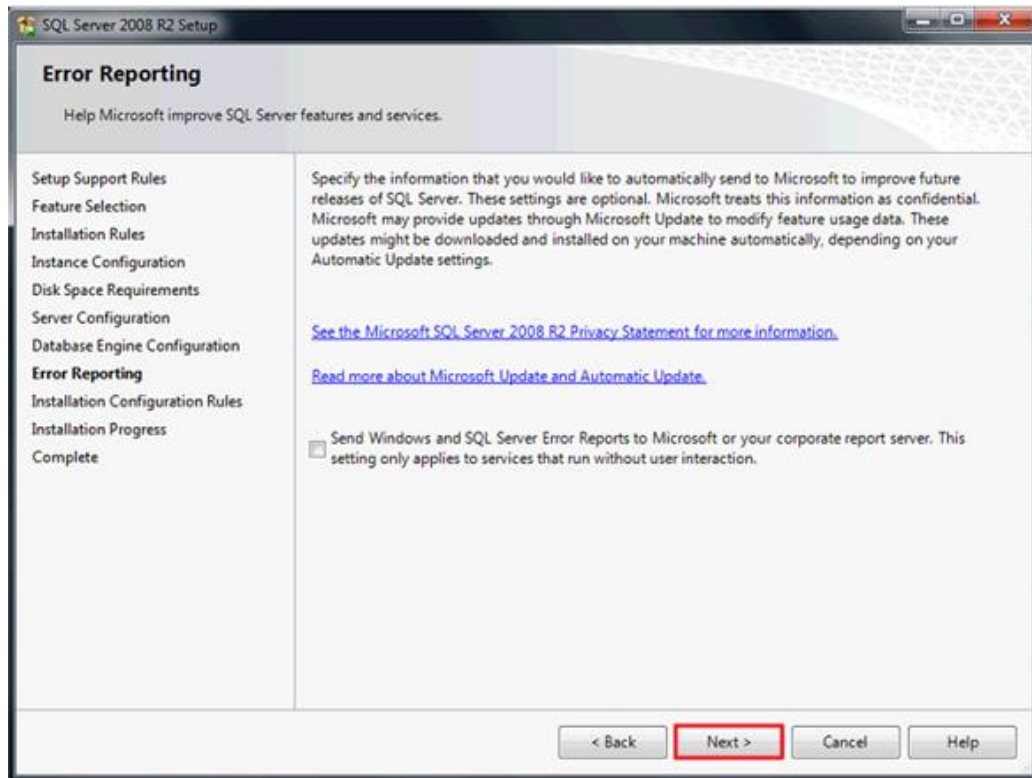 SQL Server 2008 R2 Setup
Error Reporting
Help Microsoft improve SQL Server features and services.
Setup Support Rules
Feature Selection
Installation Rules
Instance Configuration
Disk Space Requirements
Server Configuration
Database Engine Configuration
Error Reporting
Installation Configuration Rules
Installation Progress
Complete
Specify the information that you would like to automatically send to Microsoft to improve future
releases of SQL Server. These settings are optional. Microsoft treats this information as confidential.
Microsoft may provide updates through Microsoft Update to modify feature usage data. These
updates might be downloaded and installed on your machine automatically, depending on your
Automatic Update settings.
See the Microsoft SQL Server 2008 R2 Privacy Statement for more information.
Read more about Microsoft Update and Automatic Update.
Send Windows and SQL Server Error Reports to Microsoft or your corporate report server. This
setting only applies to services that run without user interaction.
< Back Next > Cancel Help